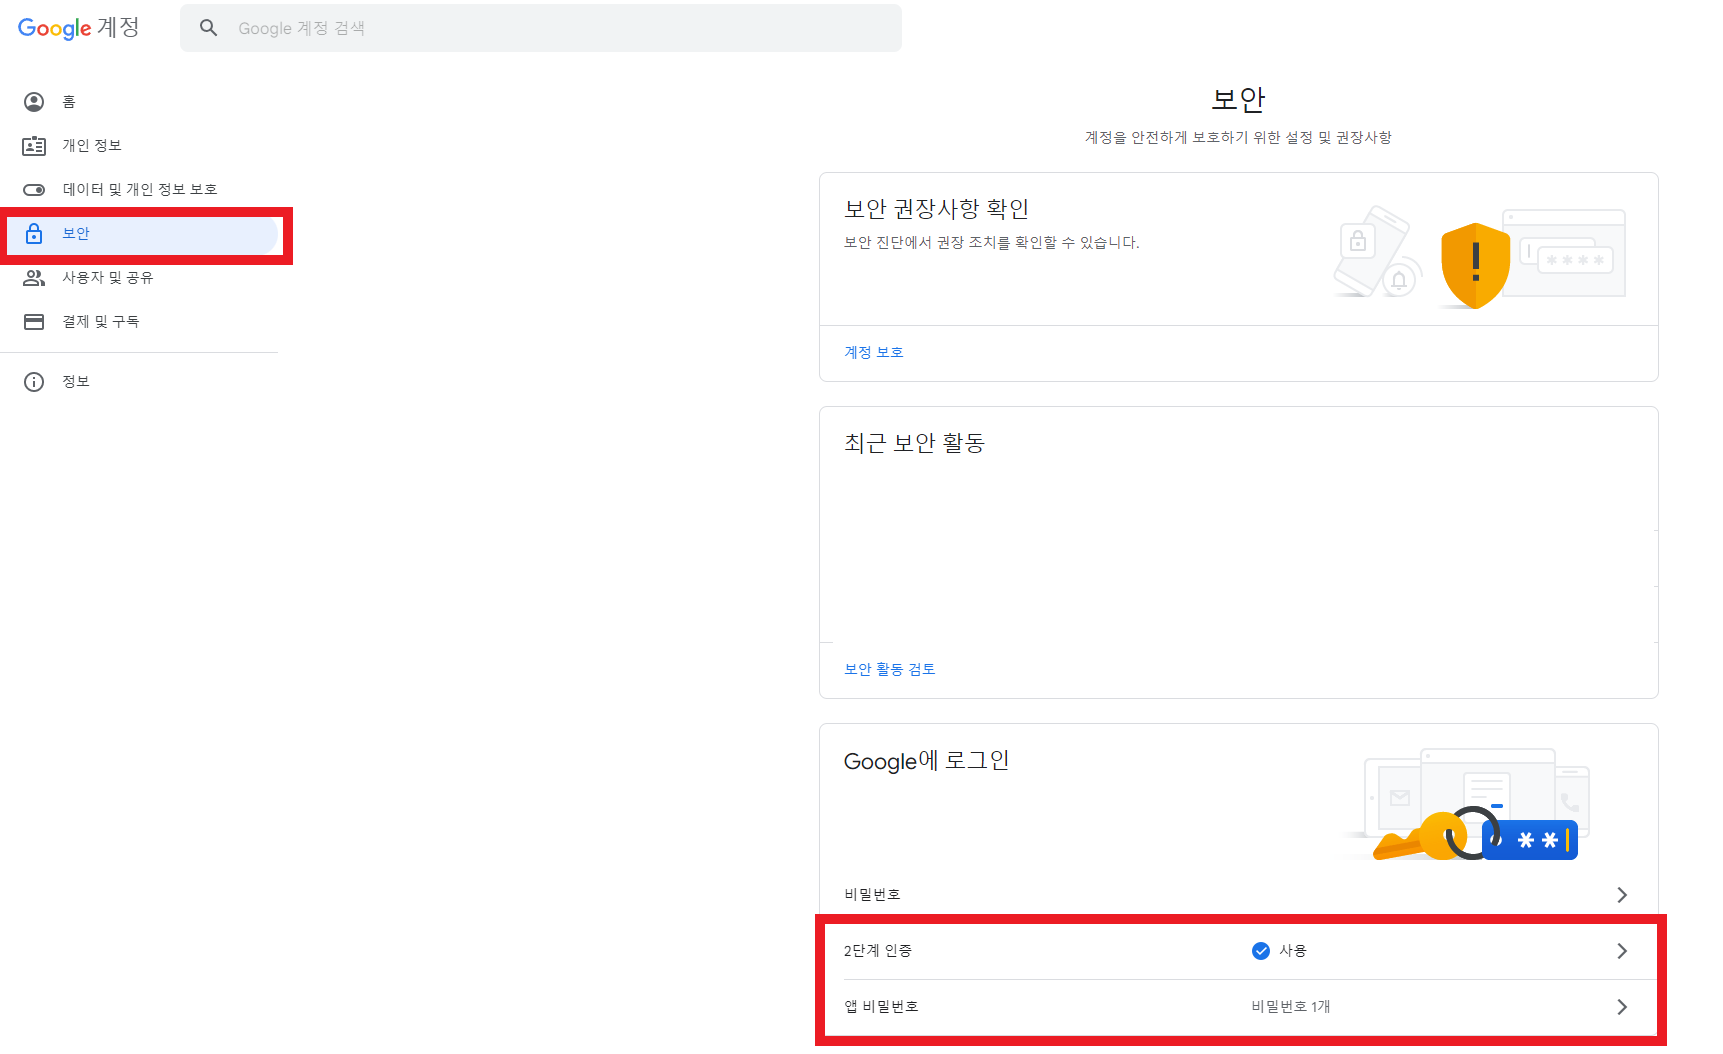 Google 계정
Google 계정 검색
홈
개인 정보
데이터 및 개인 정보 보호
보안
사용자 및 공유
결제 및 구독
정보
보안
계정을 안전하게 보호하기 위한 설정 및 권장사항
보안 권장사항 확인
보안 진단에서 권장 조치를 확인할 수 있습니다.
계정 보호
최근 보안 활동
보안 활동 검토
Google에 로그인
비밀번호
2단계 인증 사용
앱 비밀번호 비밀번호 1개